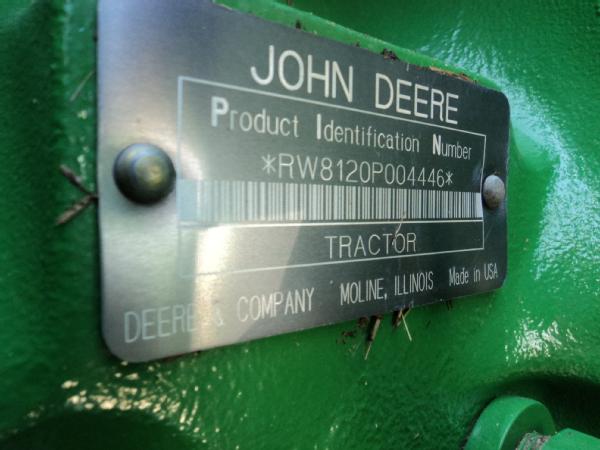 JOHN DEERE
Product Identification Number
*RW8120P004446*
TRACTOR
DEERE & COMPANY MOLINE, ILLINOIS Made in USA